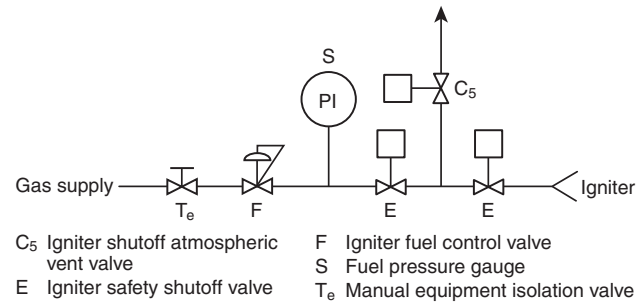 S
PI
C₅
Gas supply
Igniter
Tₑ
F
E
E
C₅ Igniter shutoff atmospheric
vent valve
E Igniter safety shutoff valve
F Igniter fuel control valve
S Fuel pressure gauge
Tₑ Manual equipment isolation valve